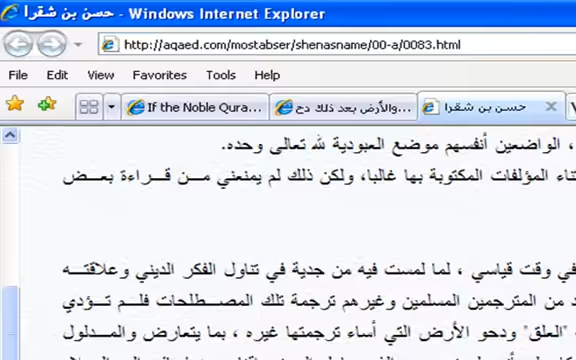 حسن بن شقرا - Windows Internet Explorer
http://aqaed.com/mostabser/shenasname/00-a/0083.html
File Edit View Favorites Tools Help
If the Noble Qura... والأرض بعد ذلك دح... حسن بن شقرا
، الواضعين أنفسهم موضع العبودية لله تعالى وحده.
المؤلفات المكتوبة بها غالبا، ولكن ذلك لم يمنعني من قراءة بعض
في وقت قياسي ، لما لمست فيه من جدية في تناول الفكر الديني وعلاقته
من المترجمين المسلمين وغيرهم ترجمة تلك المصطلحات فلم تؤدي
"العلق" ودحو الأرض التي أساء ترجمتها غيره ، بما يتعارض والمدلول